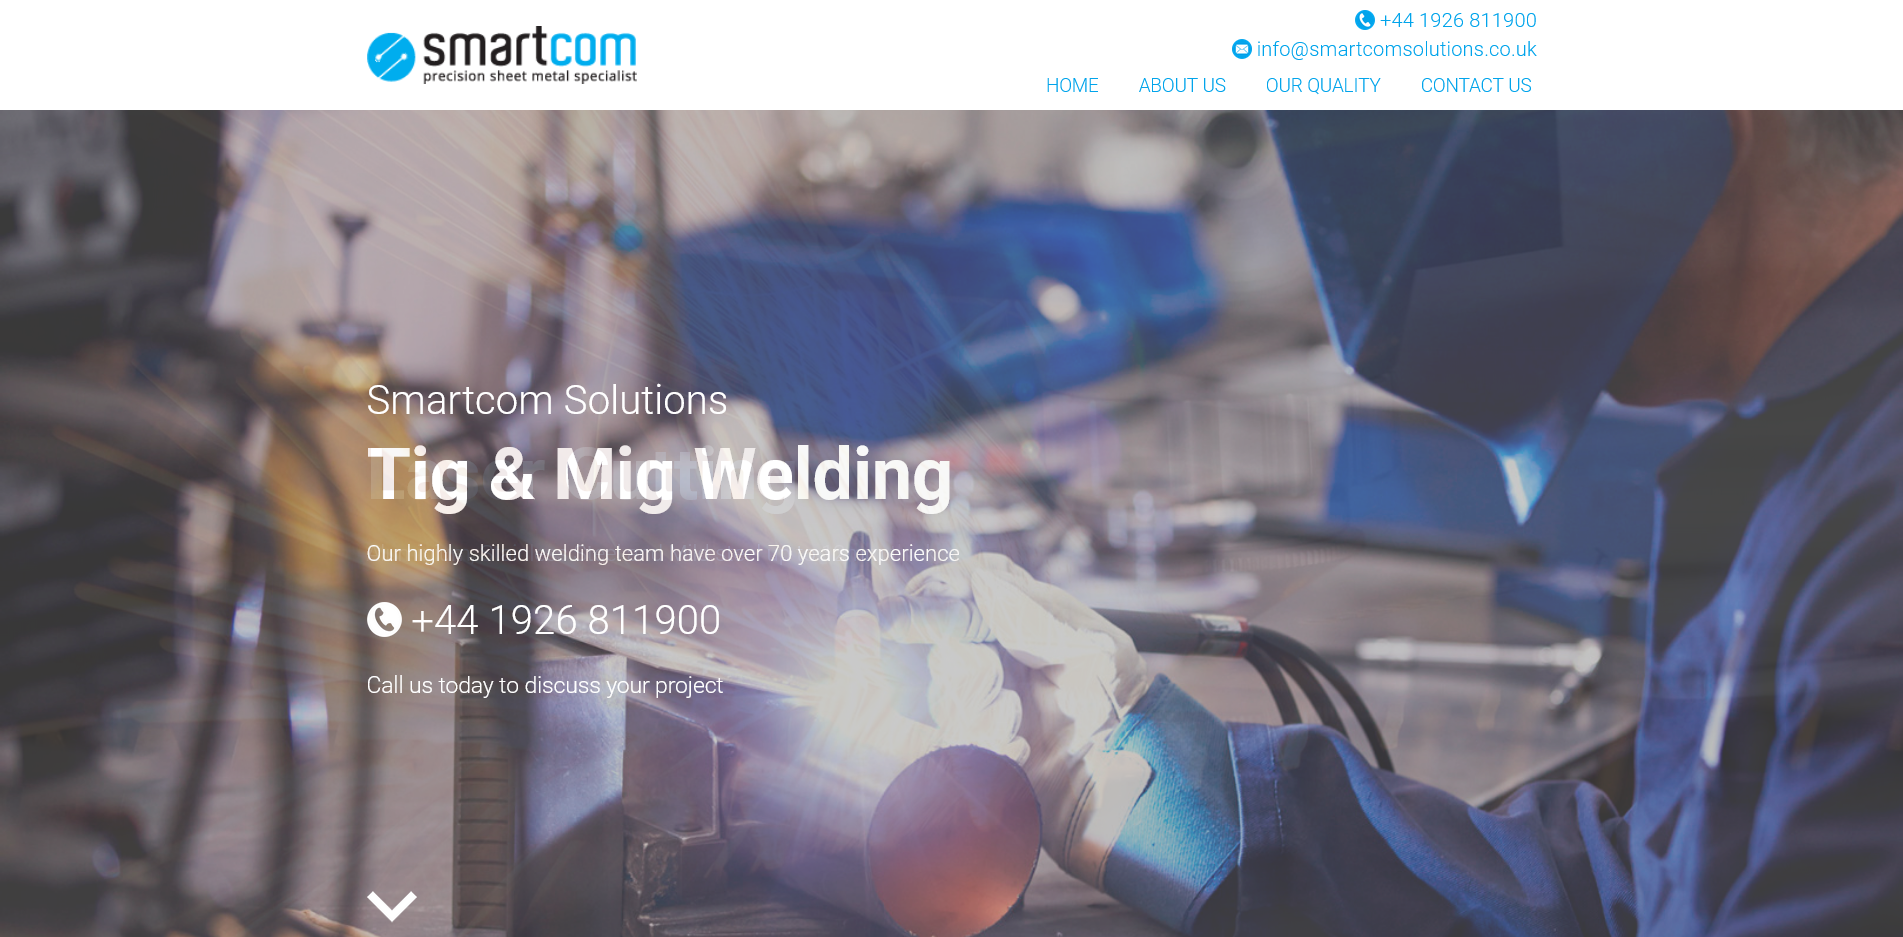 smartcom
precision sheet metal specialist
+44 1926 811900
info@smartcomsolutions.co.uk
HOME ABOUT US OUR QUALITY CONTACT US
Smartcom Solutions
Tig & Mig Welding
Our highly skilled welding team have over 70 years experience
+44 1926 811900
Call us today to discuss your project